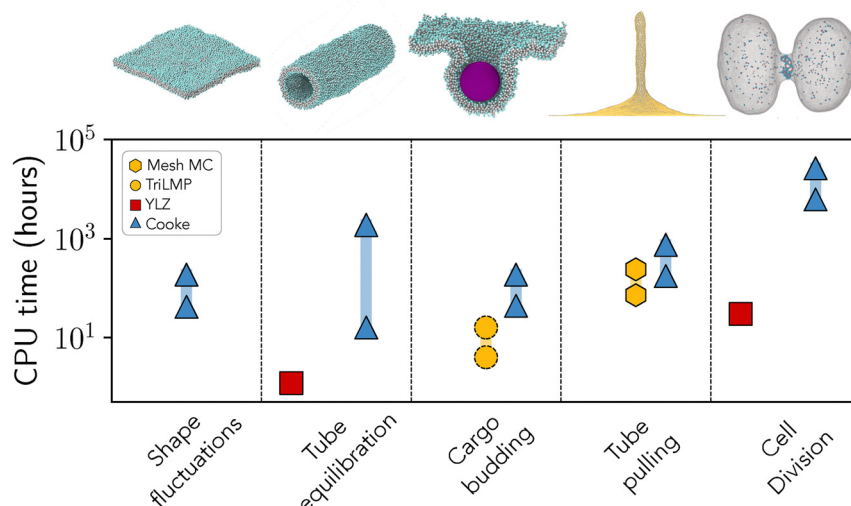 CPU time (hours)
10^5
10^3
10^1
Mesh MC
TriLMP
YLZ
Cooke
Shape
fluctuations
Tube
equilibration
Cargo
budding
Tube
pulling
Cell
Division